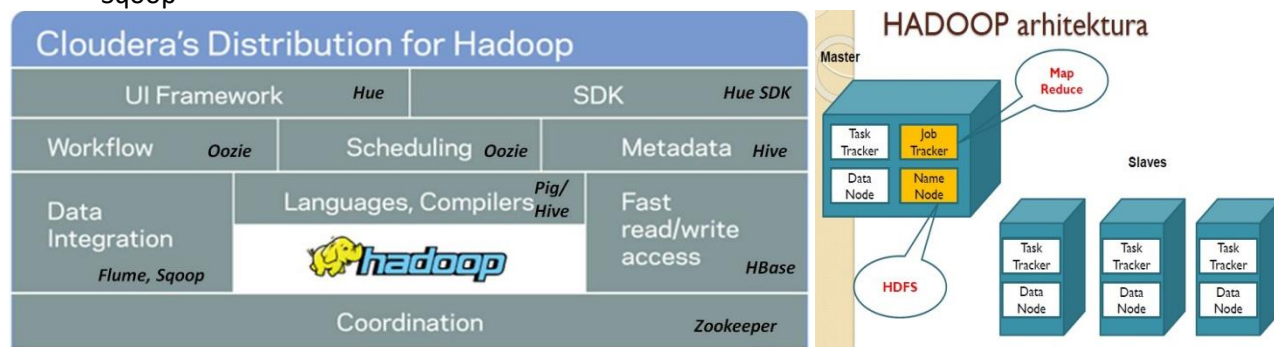 sqoop
Cloudera's Distribution for Hadoop
UI Framework Hue
SDK Hue SDK
Workflow Oozie
Scheduling Oozie
Metadata Hive
Data
Integration
Flume, Sqoop
Languages, Compilers Pig/
Hive
hadoop
Fast
read/write
access
HBase
Coordination Zookeeper
HADOOP arhitektura
Master
Map
Reduce
Task
Tracker
Job
Tracker
Data
Node
Name
Node
HDFS
Slaves
Task
Tracker
Data
Node
Task
Tracker
Data
Node
Task
Tracker
Data
Node